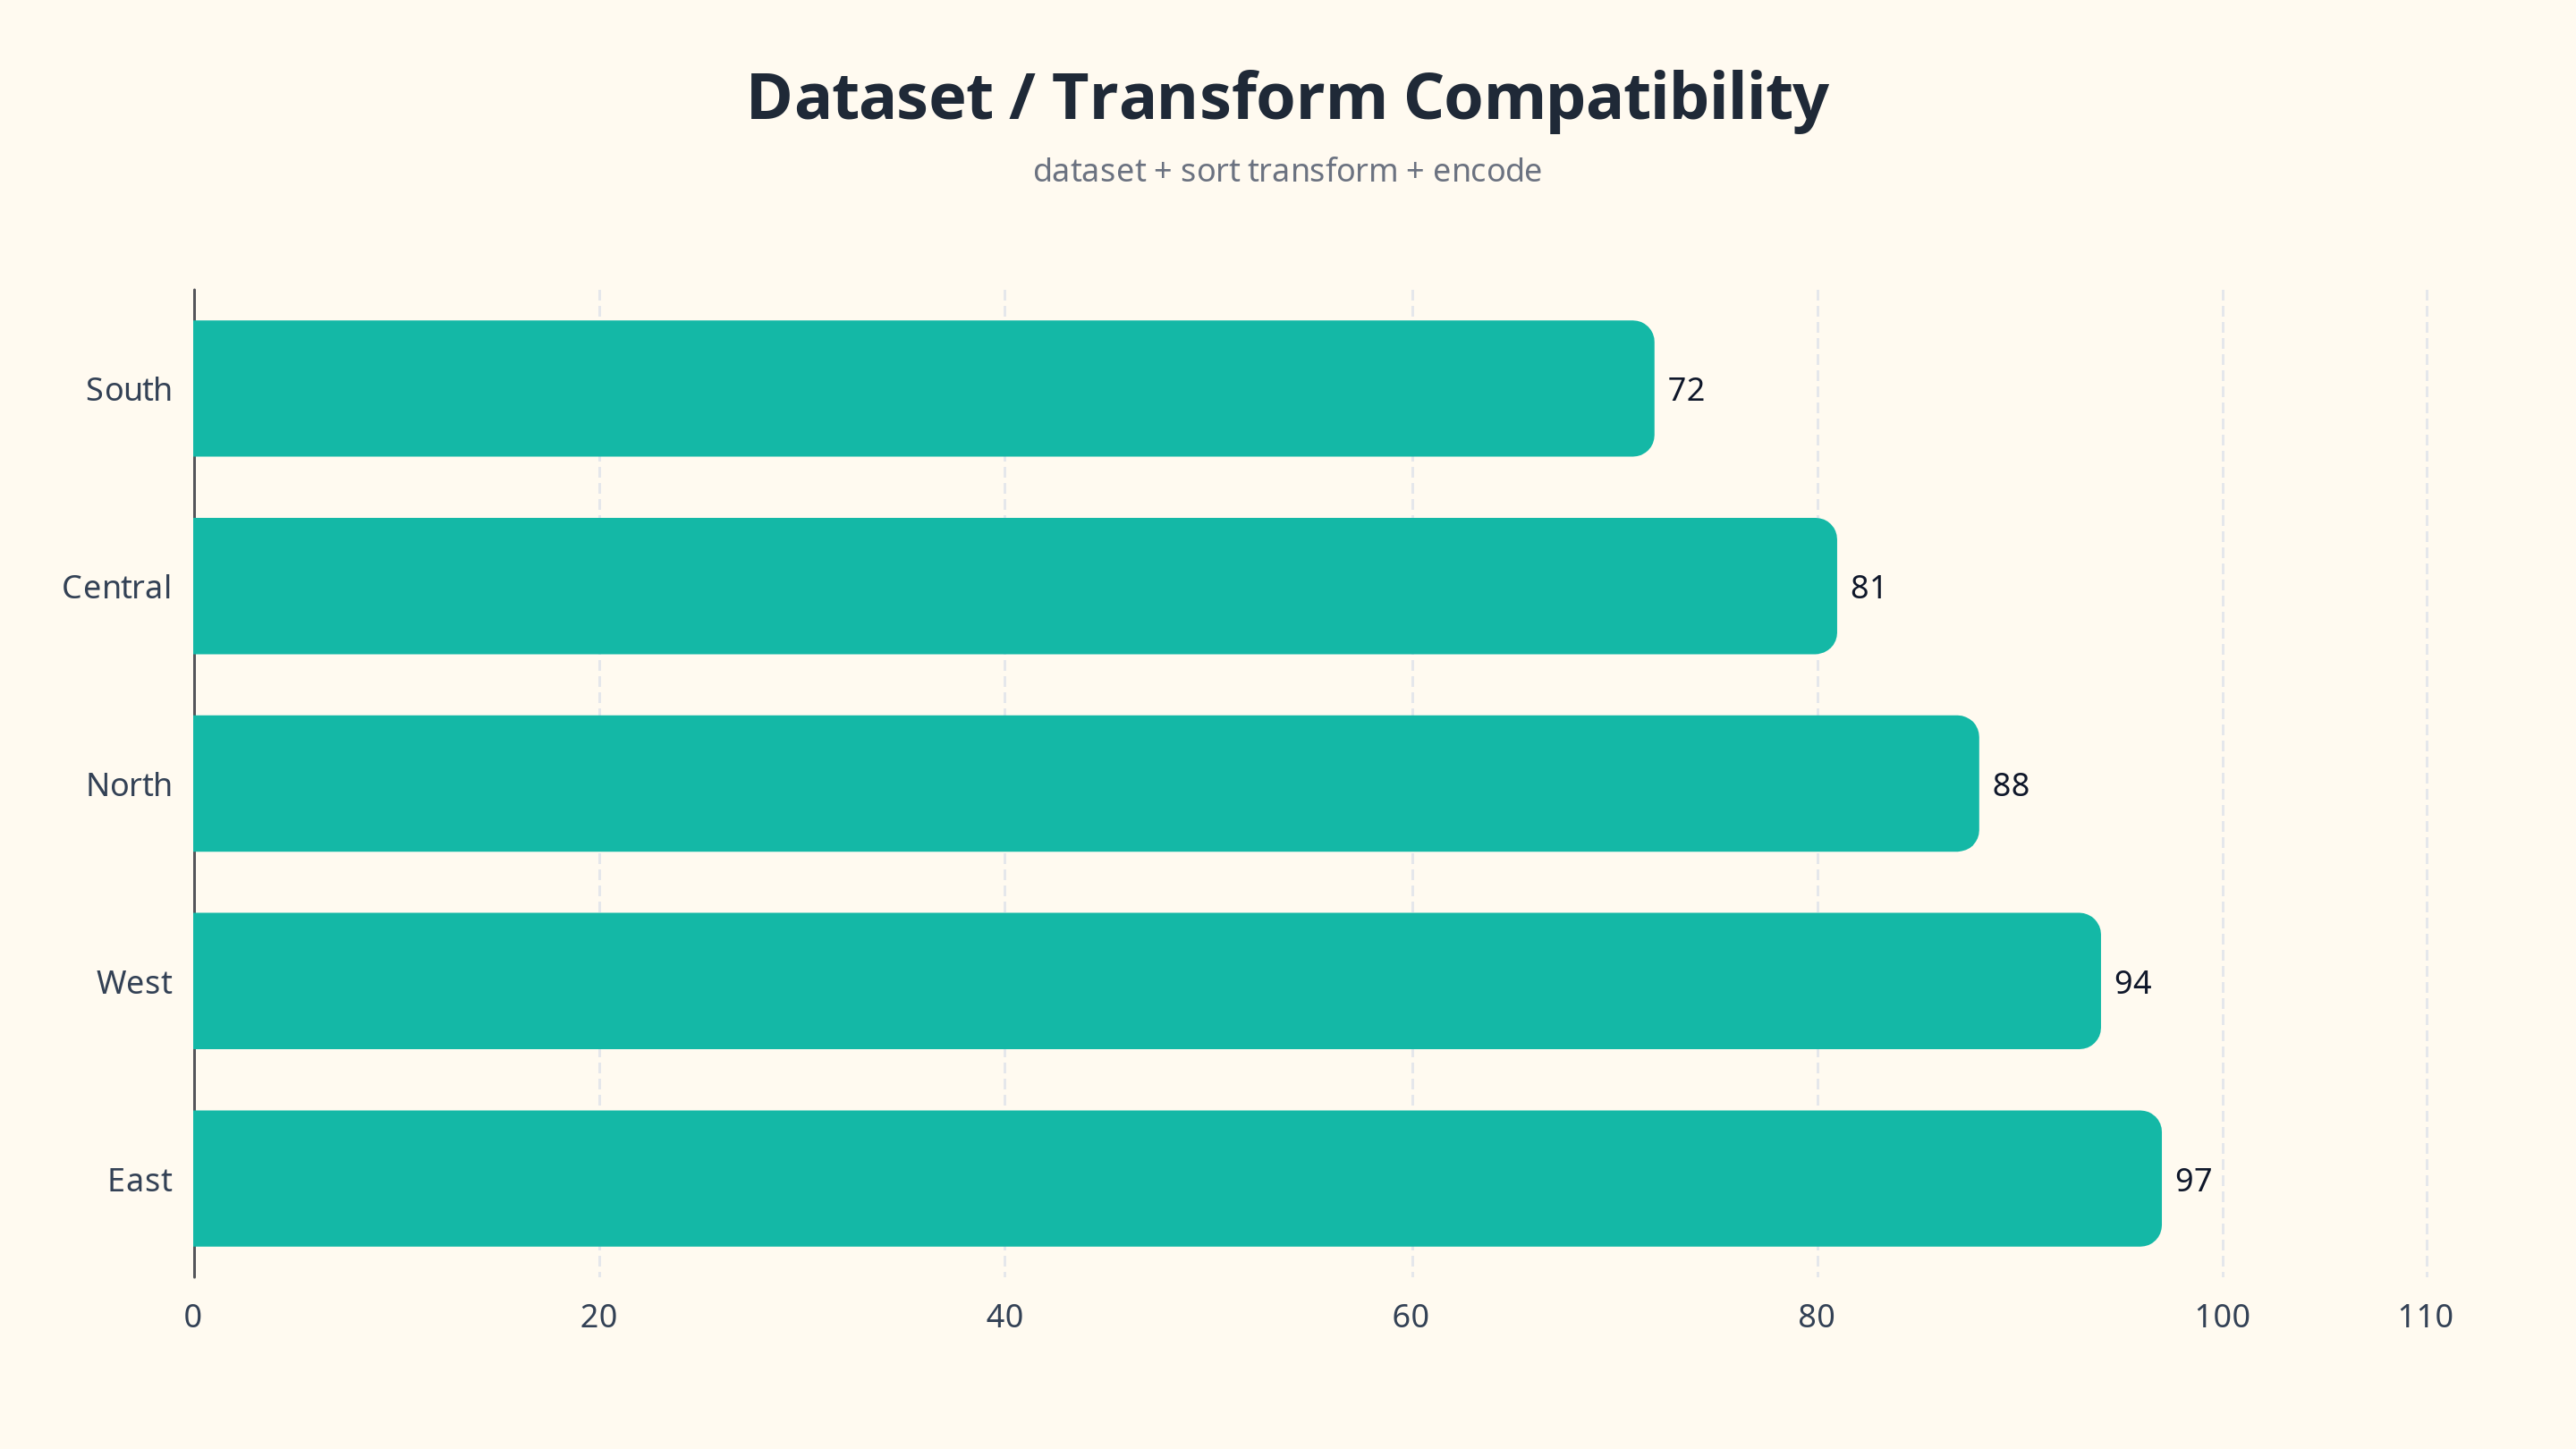 Dataset / Transform Compatibility
dataset + sort transform + encode
South 72
Central 81
North 88
West 94
East 97
0 20 40 60 80 100 110